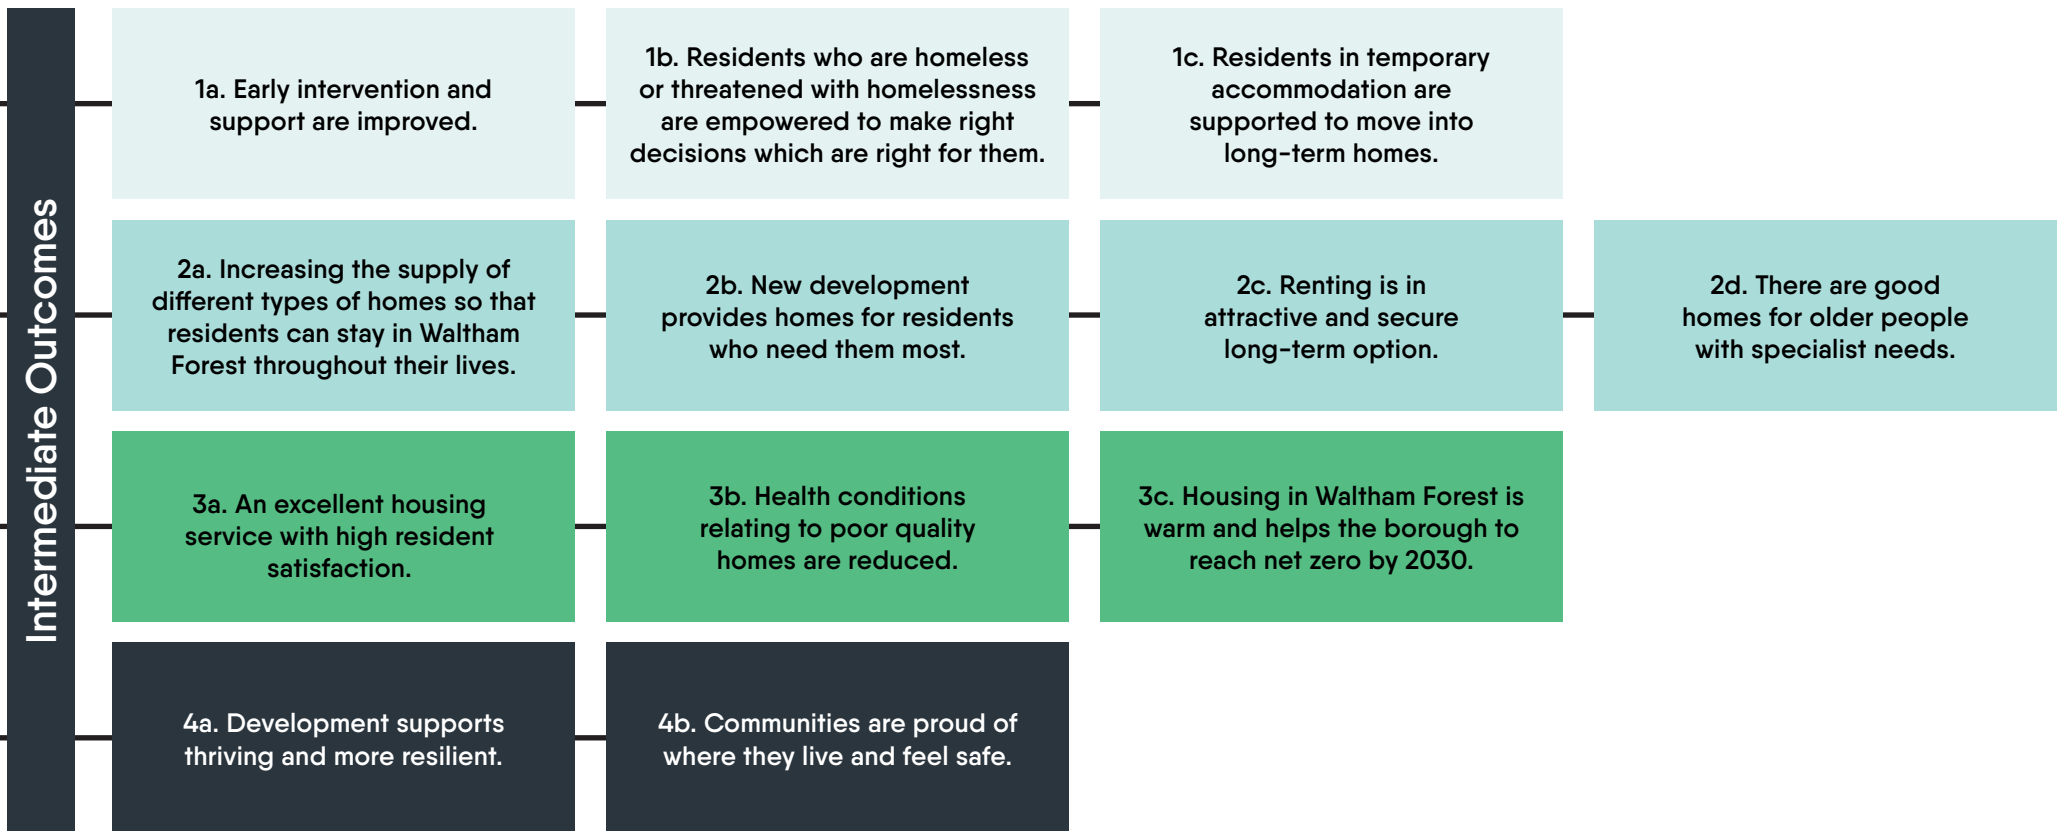 Intermediate Outcomes
1a. Early intervention and
support are improved.
1b. Residents who are homeless
or threatened with homelessness
are empowered to make right
decisions which are right for them.
1c. Residents in temporary
accommodation are
supported to move into
long-term homes.
2a. Increasing the supply of
different types of homes so that
residents can stay in Waltham
Forest throughout their lives.
2b. New development
provides homes for residents
who need them most.
2c. Renting is in
attractive and secure
long-term option.
2d. There are good
homes for older people
with specialist needs.
3a. An excellent housing
service with high resident
satisfaction.
3b. Health conditions
relating to poor quality
homes are reduced.
3c. Housing in Waltham Forest is
warm and helps the borough to
reach net zero by 2030.
4a. Development supports
thriving and more resilient.
4b. Communities are proud of
where they live and feel safe.